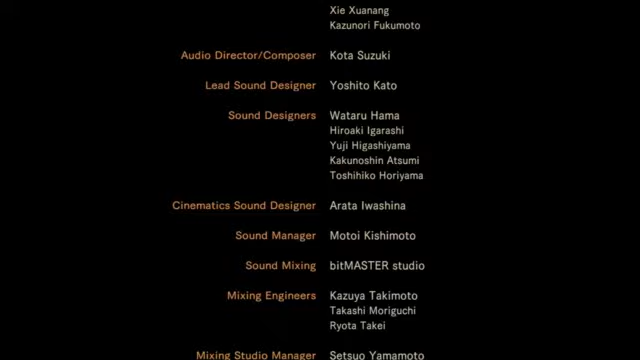 Xie Xuanang
Kazunori Fukumoto
Audio Director/Composer Kota Suzuki
Lead Sound Designer Yoshito Kato
Sound Designers Wataru Hama
Hiroaki Igarashi
Yuji Higashiyama
Kakunoshin Atsumi
Toshihiko Horiyama
Cinematics Sound Designer Arata Iwashina
Sound Manager Motoi Kishimoto
Sound Mixing bitMASTER studio
Mixing Engineers Kazuya Takimoto
Takashi Moriguchi
Ryota Takei
Mixing Studio Manager Setsuo Yamamoto